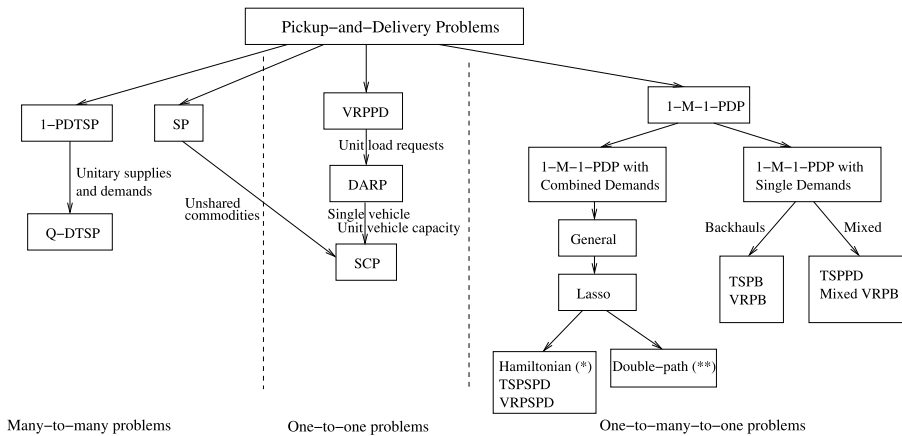 Pickup−and−Delivery Problems
1−PDTSP
SP
VRPPD
1−M−1−PDP
Unit load requests
Unitary supplies
and demands
Unshared
commodities
DARP
1−M−1−PDP with
Combined Demands
1−M−1−PDP with
Single Demands
Single vehicle
Unit vehicle capacity
Q−DTSP
SCP
General
Backhauls
Mixed
Lasso
TSPB
VRPB
TSPPD
Mixed VRPB
Hamiltonian (*)
TSPSPD
VRPSPD
Double−path (**)
Many−to−many problems
One−to−one problems
One−to−many−to−one problems